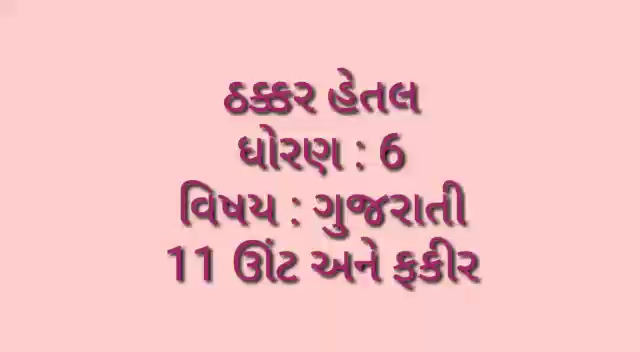 ઠક્કર હેતલ
ધોરણ : 6
વિષય : ગુજરાતી
11 ઊંટ અને ફકીર